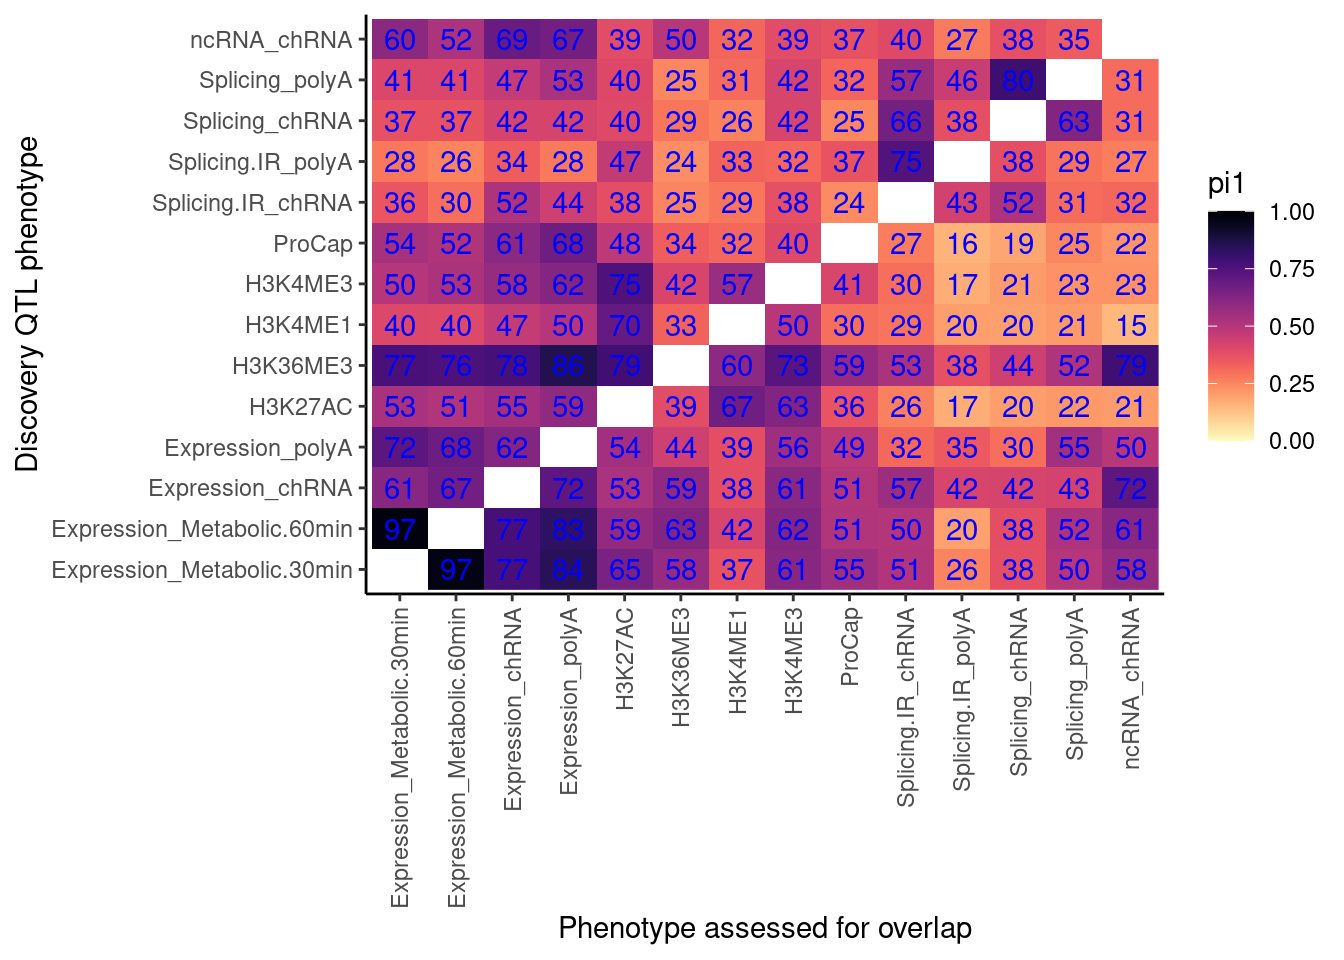 Discovery QTL phenotype
ncRNA_chRNA 60 52 69 67 39 50 32 39 37 40 27 38 35
Splicing_polyA 41 41 47 53 40 25 31 42 32 57 46 80 31
Splicing_chRNA 37 37 42 42 40 29 26 42 25 66 38 63 31
Splicing.IR_polyA 28 26 34 28 47 24 33 32 37 75 38 29 27
Splicing.IR_chRNA 36 30 52 44 38 25 29 38 24 43 52 31 32
ProCap 54 52 61 68 48 34 32 40 27 16 19 25 22
H3K4ME3 50 53 58 62 75 42 57 41 30 17 21 23 23
H3K4ME1 40 40 47 50 70 33 50 30 29 20 20 21 15
H3K36ME3 77 76 78 86 79 60 73 59 53 38 44 52 79
H3K27AC 53 51 55 59 39 67 63 36 26 17 20 22 21
Expression_polyA 72 68 62 54 44 39 56 49 32 35 30 55 50
Expression_chRNA 61 67 72 53 59 38 61 51 57 42 42 43 72
Expression_Metabolic.60min 97 77 83 59 63 42 62 51 50 20 38 52 61
Expression_Metabolic.30min 97 77 84 65 58 37 61 55 51 26 38 50 58
Expression_Metabolic.30min
Expression_Metabolic.60min
Expression_chRNA
Expression_polyA
H3K27AC
H3K36ME3
H3K4ME1
H3K4ME3
ProCap
Splicing.IR_chRNA
Splicing.IR_polyA
Splicing_chRNA
Splicing_polyA
ncRNA_chRNA
Phenotype assessed for overlap
pi1
1.00
0.75
0.50
0.25
0.00